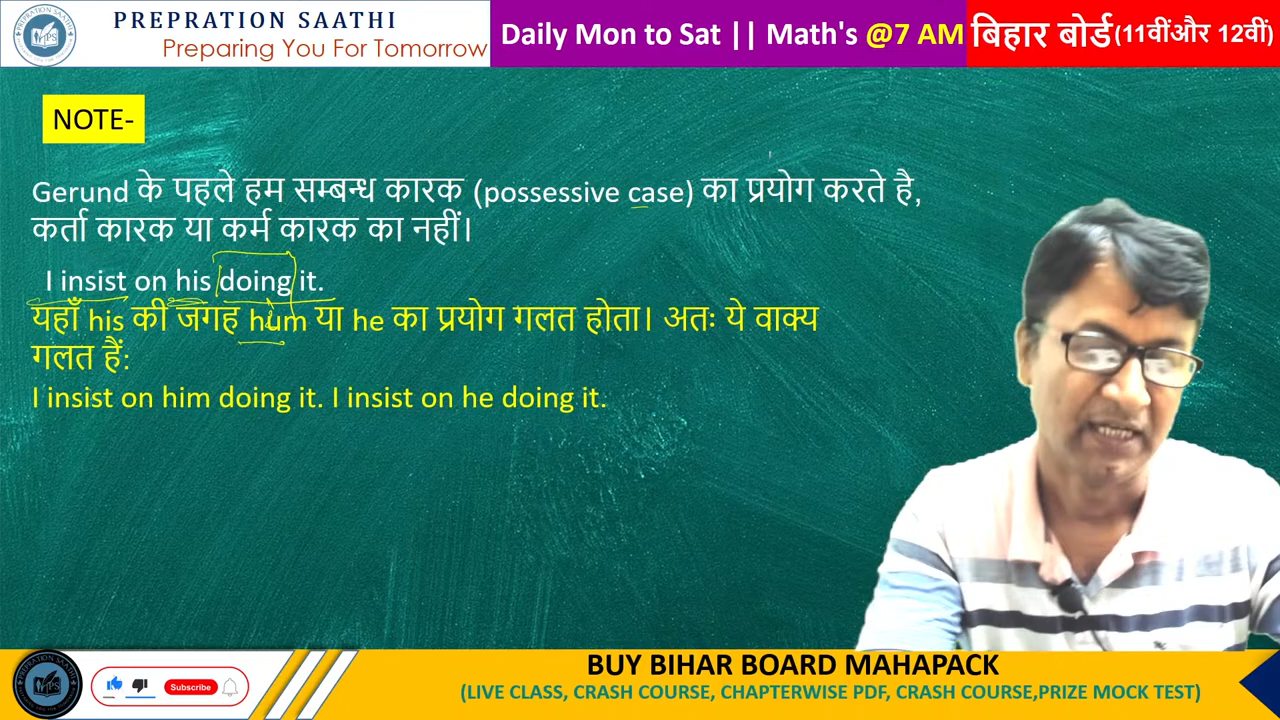 PREPRATION SAATHI
Preparing You For Tomorrow
Daily Mon to Sat || Math's @7 AM
बिहार बोर्ड(11वींऔर 12वीं)
NOTE-
Gerund के पहले हम सम्बन्ध कारक (possessive case) का प्रयोग करते है,
कर्ता कारक या कर्म कारक का नहीं।
I insist on his doing it.
यहाँ his की जगह hum या he का प्रयोग गलत होता। अतः ये वाक्य
गलत हैं:
I insist on him doing it. I insist on he doing it.
BUY BIHAR BOARD MAHAPACK
(LIVE CLASS, CRASH COURSE, CHAPTERWISE PDF, CRASH COURSE,PRIZE MOCK TEST)
Subscribe